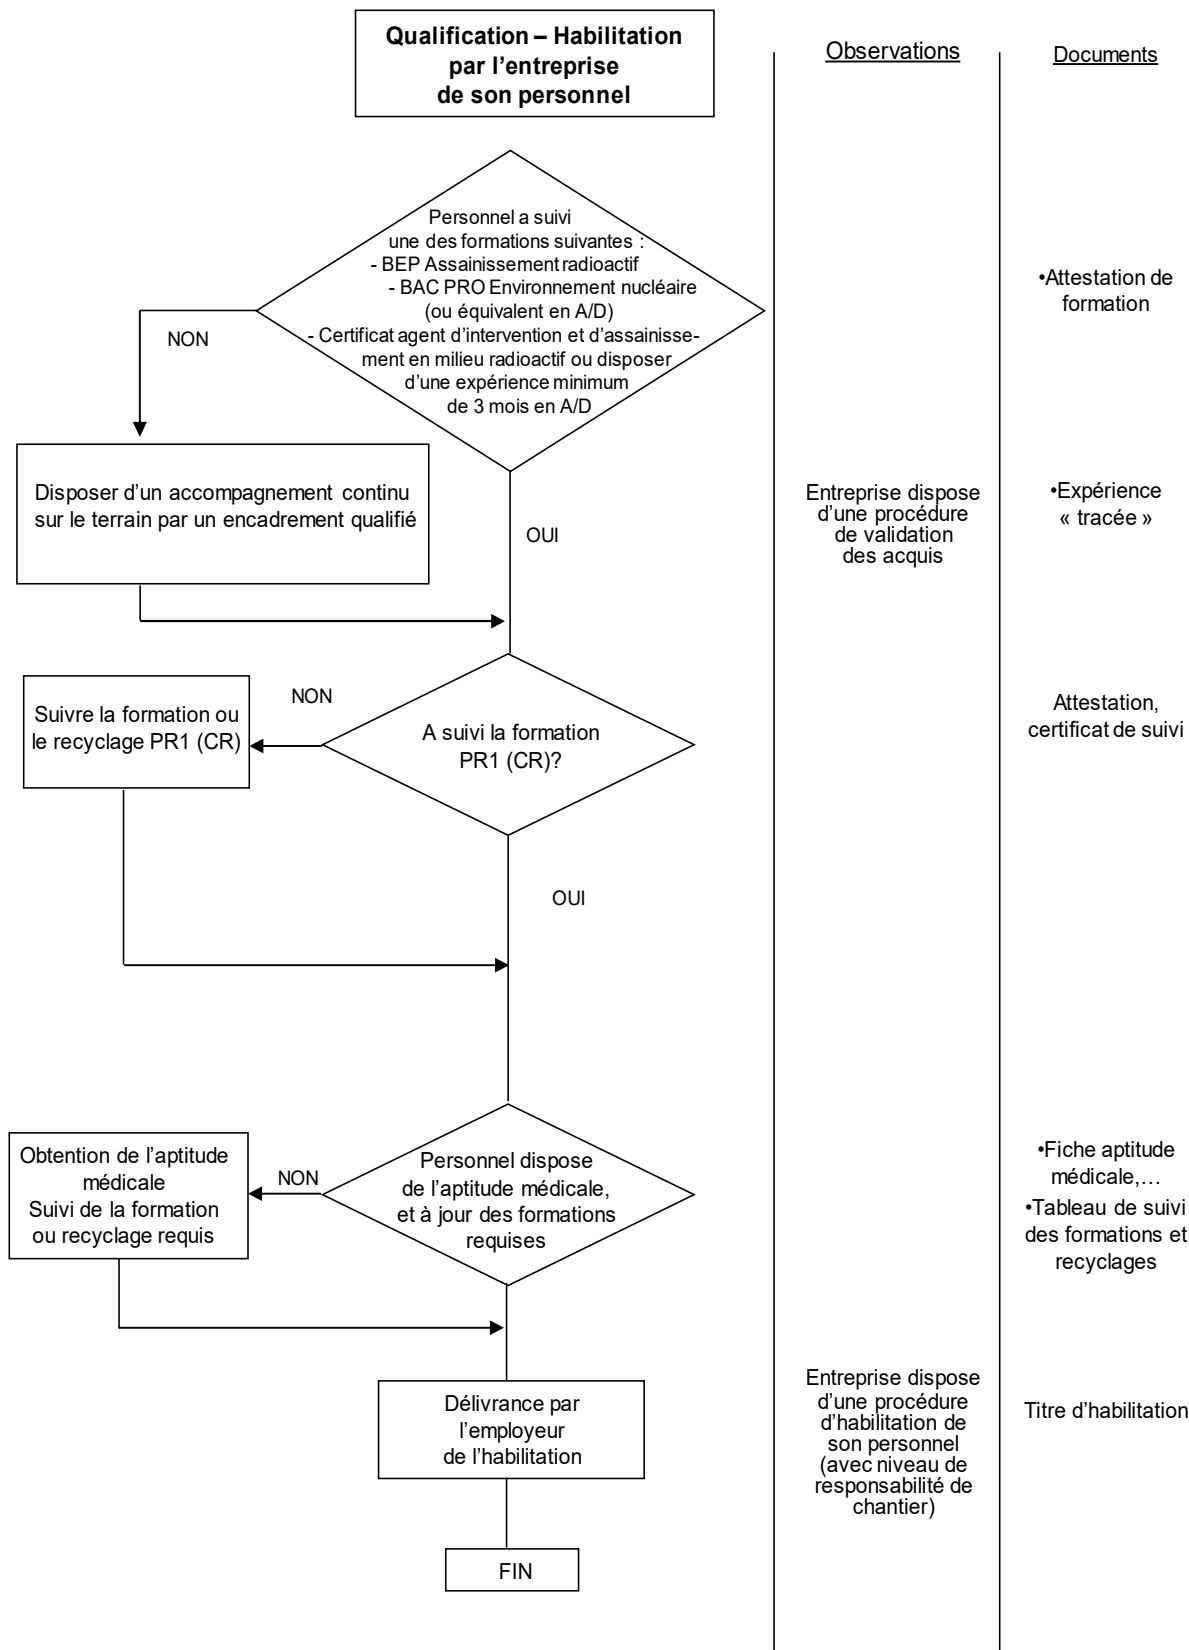 Qualification – Habilitation
par l'entreprise
de son personnel
Observations
Documents
Personnel a suivi
une des formations suivantes :
- BEP Assainissement radioactif
- BAC PRO Environnement nucléaire
(ou équivalent en A/D)
- Certificat agent d'intervention et d'assainisse-
ment en milieu radioactif ou disposer
d'une expérience minimum
de 3 mois en A/D
•Attestation de
formation
NON
Disposer d'un accompagnement continu
sur le terrain par un encadrement qualifié
OUI
Entreprise dispose
d'une procédure
de validation
des acquis
•Expérience
« tracée »
Suivre la formation ou
le recyclage PR1 (CR)
NON
A suivi la formation
PR1 (CR)?
Attestation,
certificat de suivi
OUI
Obtention de l'aptitude
médicale
Suivi de la formation
ou recyclage requis
NON
Personnel dispose
de l'aptitude médicale,
et à jour des formations
requises
•Fiche aptitude
médicale,…
•Tableau de suivi
des formations et
recyclages
Délivrance par
l'employeur
de l'habilitation
Entreprise dispose
d'une procédure
d'habilitation de
son personnel
(avec niveau de
responsabilité de
chantier)
Titre d'habilitation
FIN